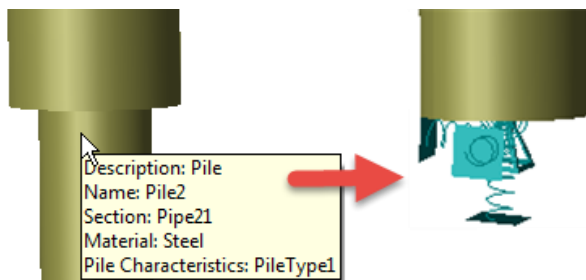 Description: Pile
Name: Pile2
Section: Pipe21
Material: Steel
Pile Characteristics: PileType1